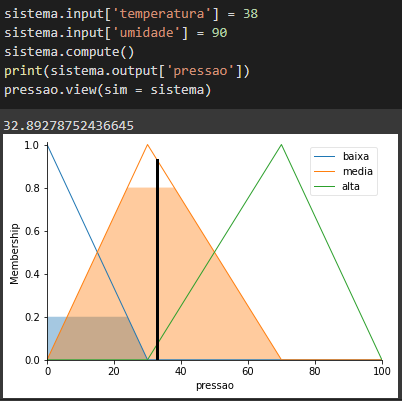 sistema.input['temperatura'] = 38
sistema.input['umidade'] = 90
sistema.compute()
print(sistema.output['pressao'])
pressao.view(sim = sistema)
32.89278752436645
1.0
0.8
0.6
0.4
0.2
0.0
Membership
baixa
media
alta
0 20 40 60 80 100
pressao